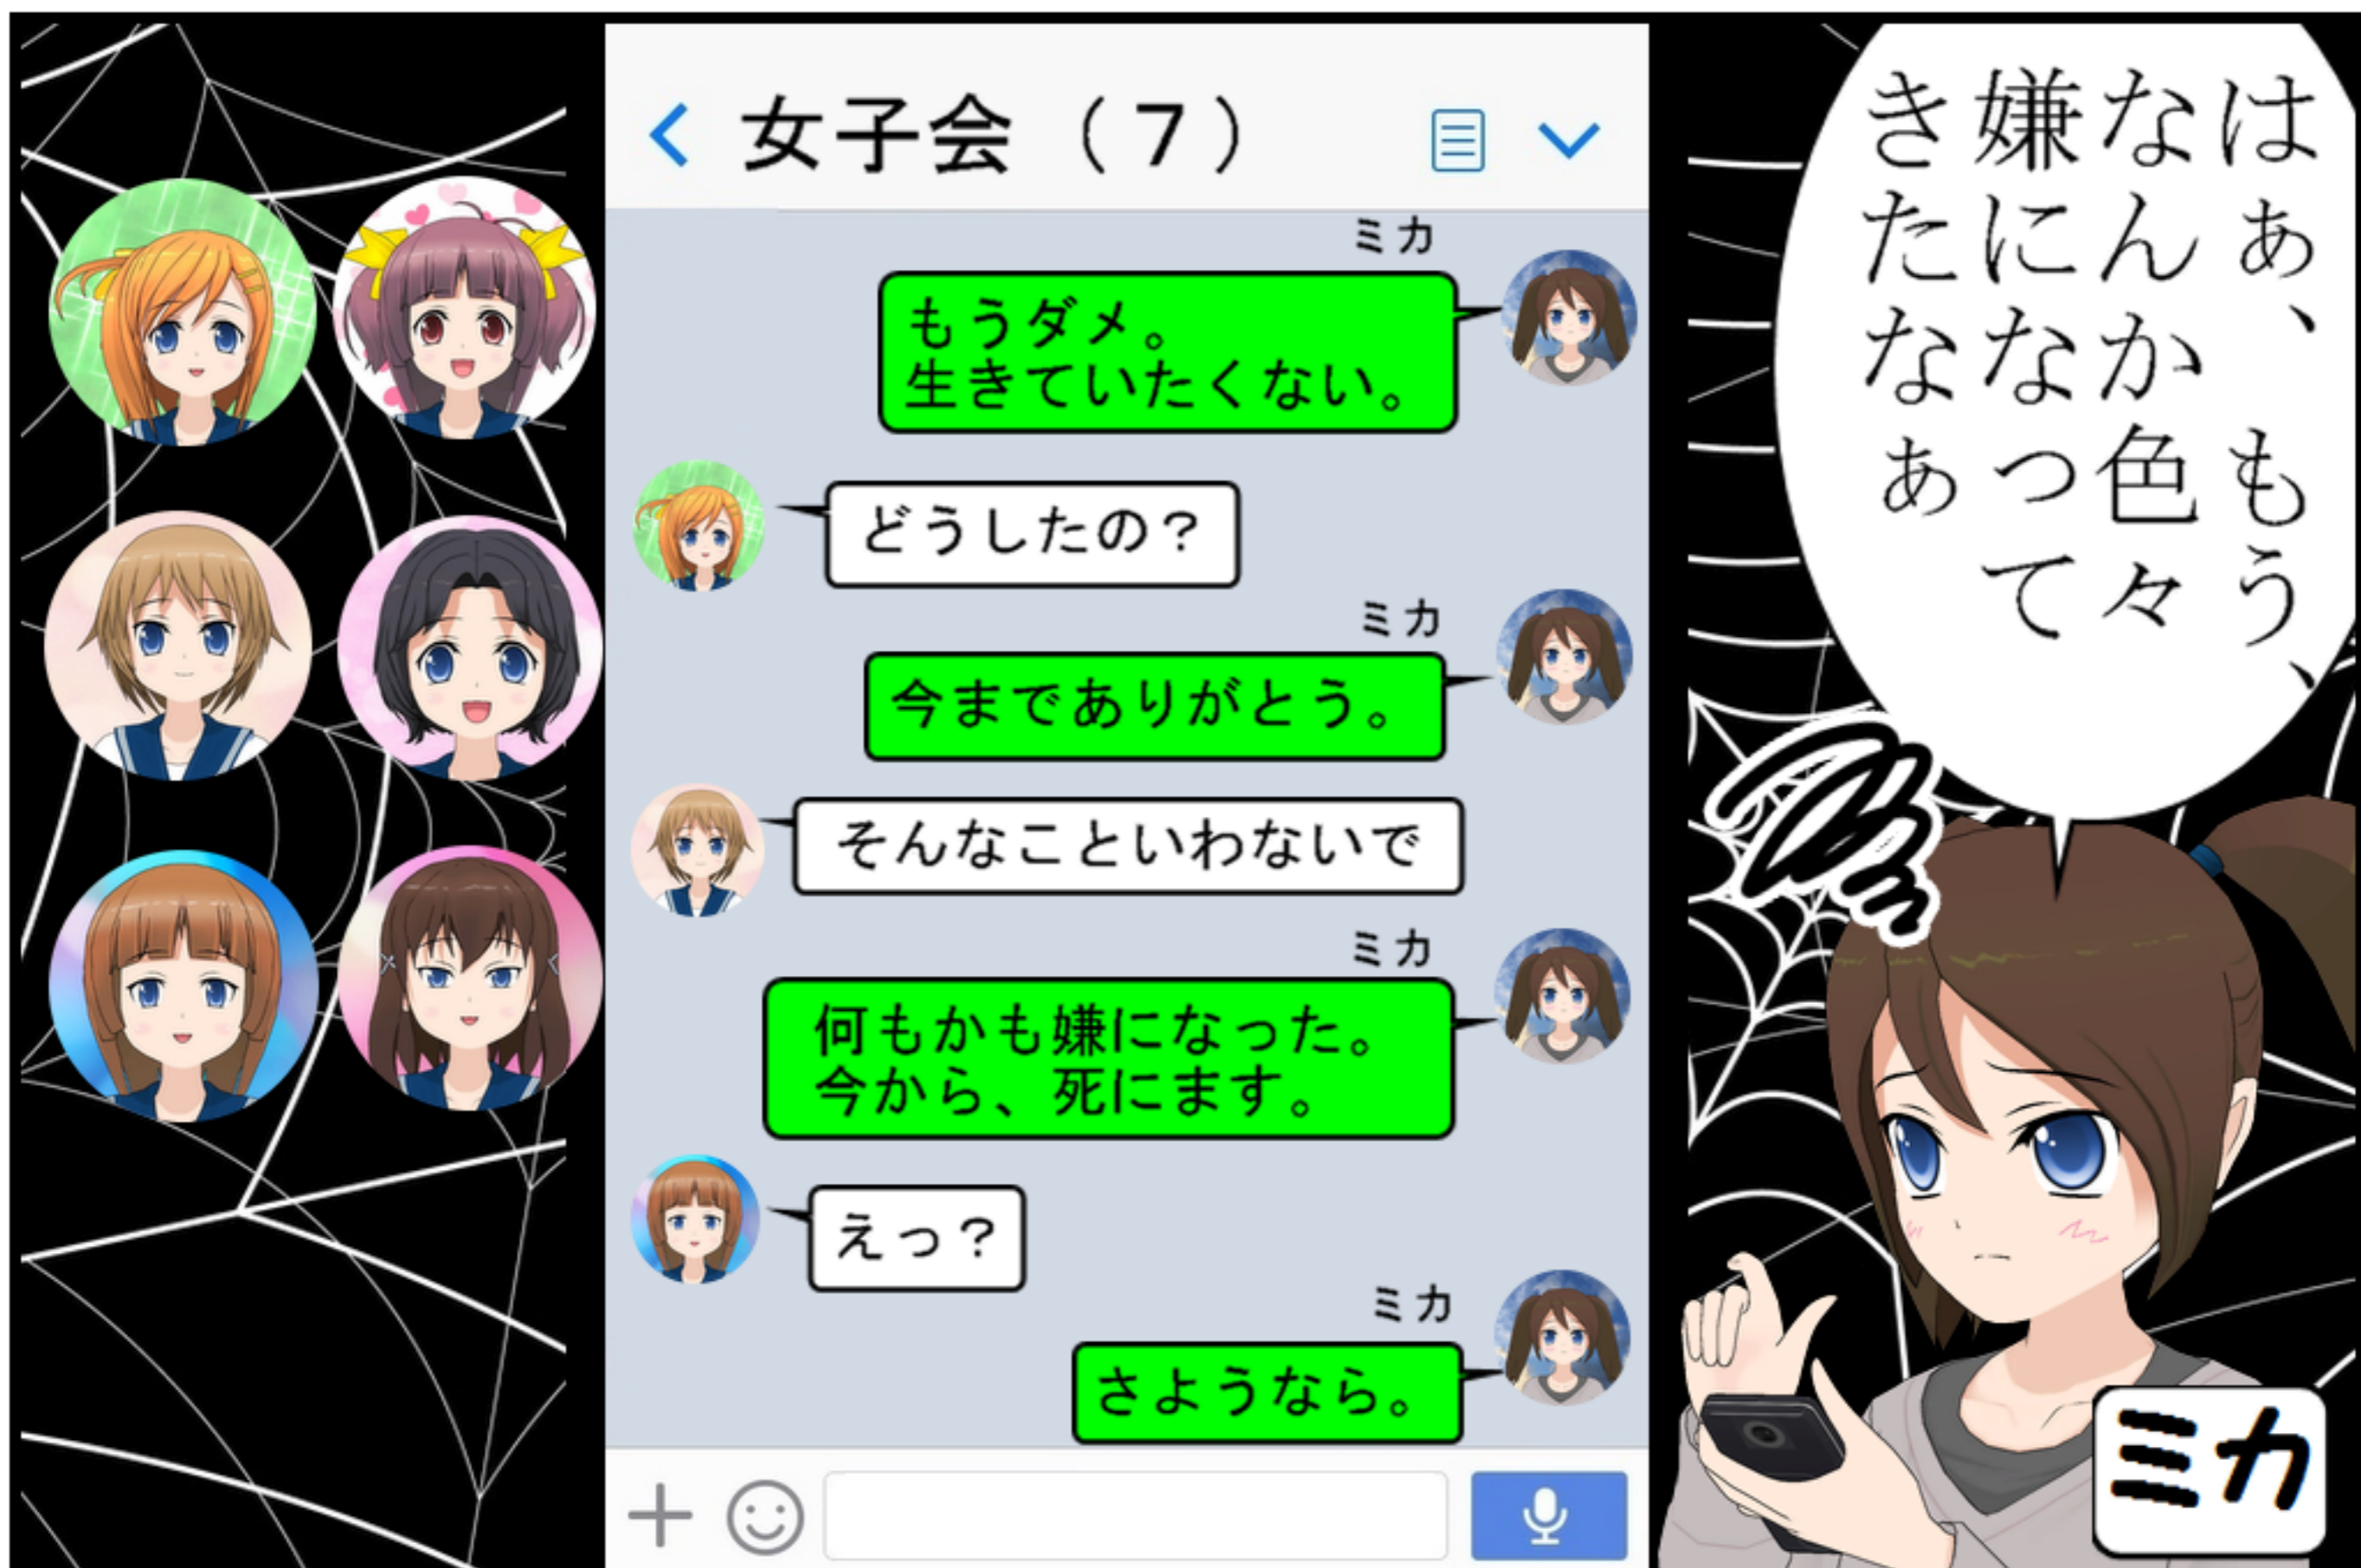 女子会（７）
ミカ
もうダメ。
生きていたくない。
どうしたの？
ミカ
今までありがとう。
そんなこといわないで
ミカ
何もかも嫌になった。
今から、死にます。
えっ？
ミカ
さようなら。
はぁ、もう、
なんか色々
嫌になって
きたなぁ
ミカ